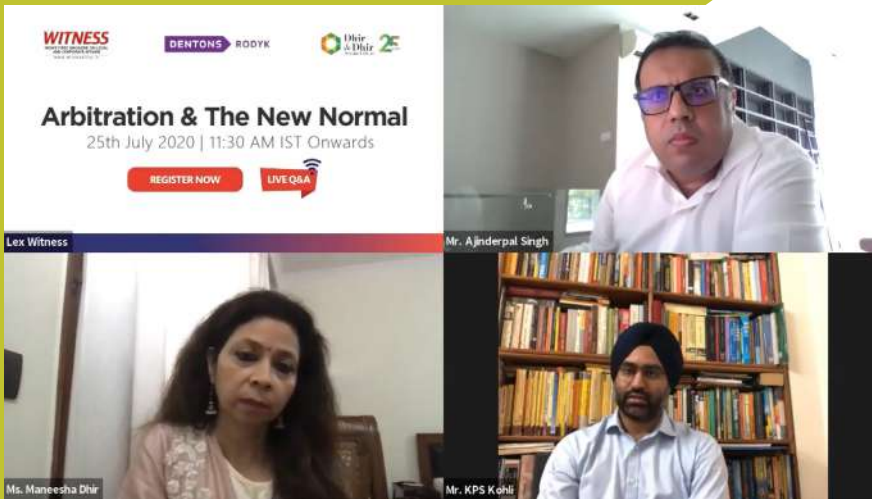 WITNESS
DENTONS RODYK
Dhir
& Dhir
25
Arbitration & The New Normal
25th July 2020 | 11:30 AM IST Onwards
REGISTER NOW
LIVE Q&A
Lex Witness
Mr. Ajinderpal Singh
Ms. Maneesha Dhir
Mr. KPS Kohli